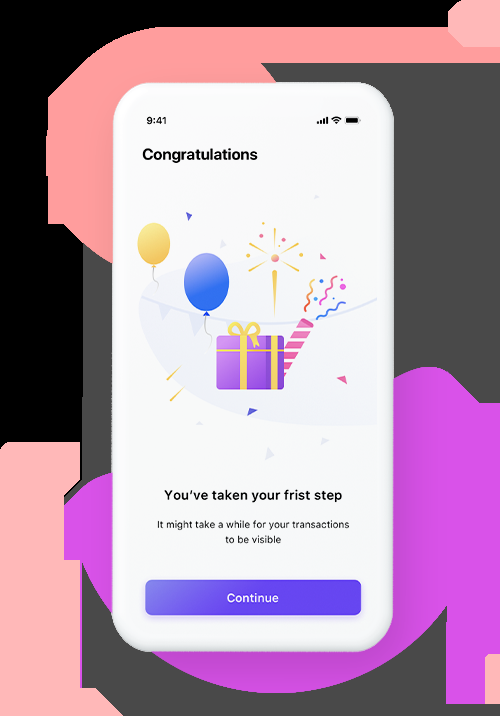 9:41
Congratulations
You've taken your frist step
It might take a while for your transactions
to be visible
Continue